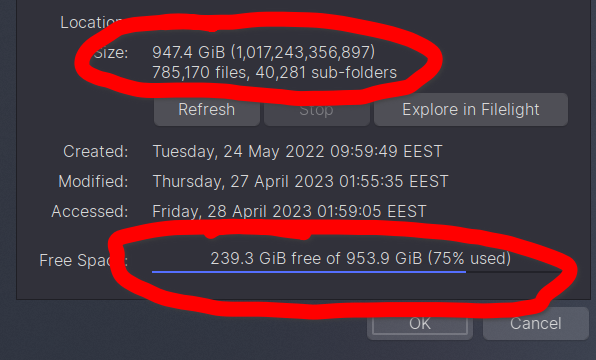 Location:
Size: 947.4 GiB (1,017,243,356,897)
785,170 files, 40,281 sub-folders
Refresh Stop Explore in Filelight
Created: Tuesday, 24 May 2022 09:59:49 EEST
Modified: Thursday, 27 April 2023 01:55:35 EEST
Accessed: Friday, 28 April 2023 01:59:05 EEST
Free Space: 239.3 GiB free of 953.9 GiB (75% used)
OK Cancel